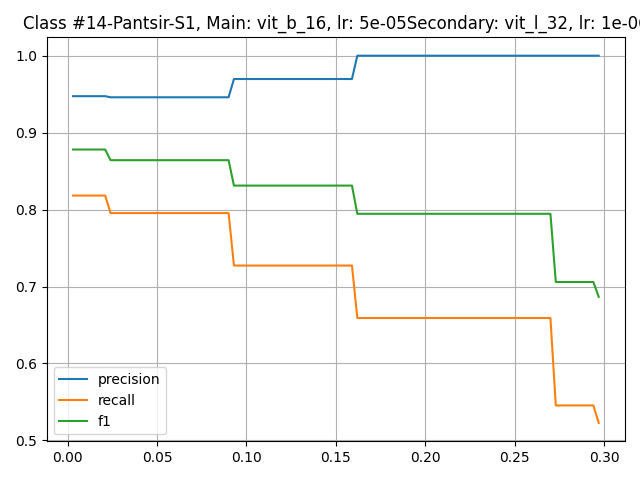 Class #14-Pantsir-S1, Main: vit_b_16, lr: 5e-05Secondary: vit_l_32, lr: 1e-0
1.0
0.9
0.8
0.7
0.6
0.5
precision
recall
f1
0.00 0.05 0.10 0.15 0.20 0.25 0.30